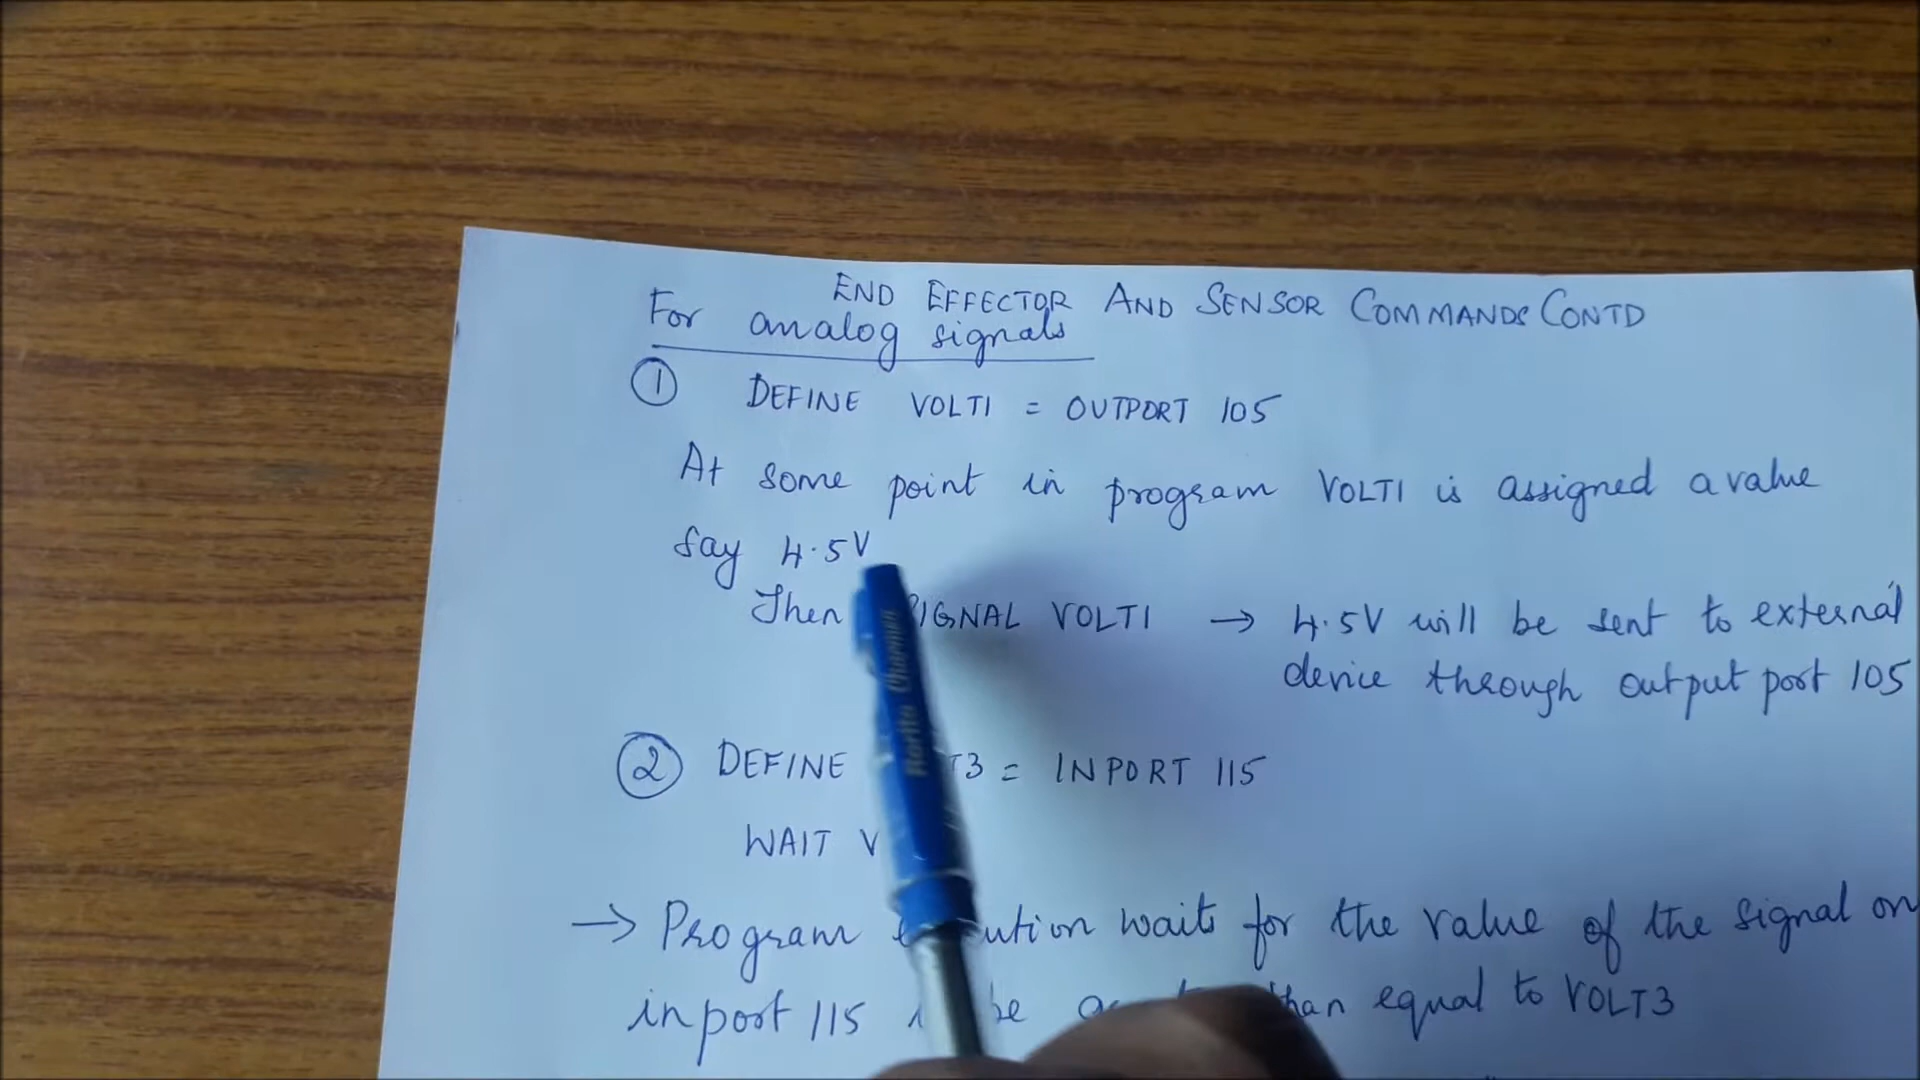 END EFFECTOR AND SENSOR COMMANDS CONTD
For analog signals
1 DEFINE VOLT1 = OUTPORT 105
At some point in program VOLT1 is assigned a value
say 4.5V
Then SIGNAL VOLT1 → 4.5V will be sent to external
device through output port 105
2 DEFINE = INPORT 115
WAIT
→ Program waits for the value of the signal on
inport 115 equal to VOLT3
Rorito Charmer